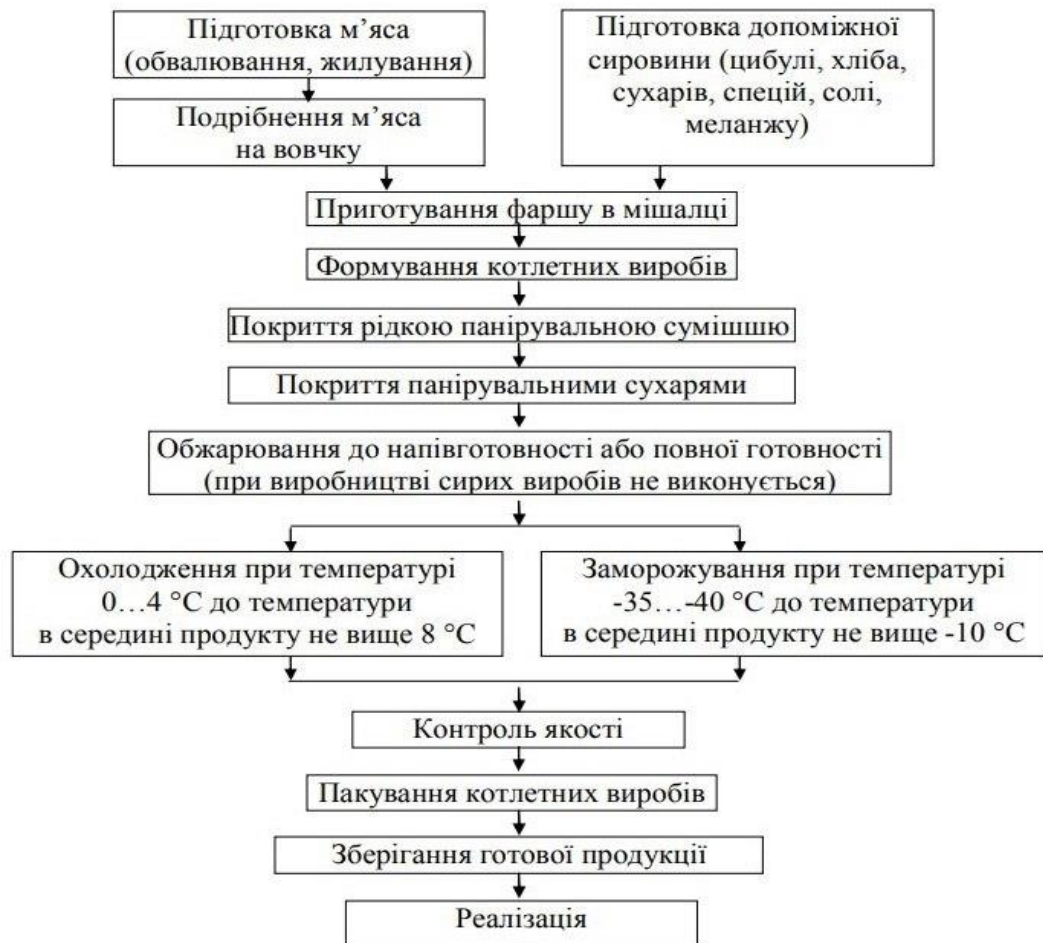 Підготовка м’яса
(обвалювання, жилування)
Подрібнення м’яса
на вовчку
Підготовка допоміжної
сировини (цибулі, хліба,
сухарів, спецій, солі,
меланжу)
Приготування фаршу в мішалці
Формування котлетних виробів
Покриття рідкою панірувальною сумішшю
Покриття панірувальними сухарями
Обжарювання до напівготовності або повної готовності
(при виробництві сирих виробів не виконується)
Охолодження при температурі
0…4 °С до температури
в середині продукту не вище 8 °С
Заморожування при температурі
-35…-40 °С до температури
в середині продукту не вище -10 °С
Контроль якості
Пакування котлетних виробів
Зберігання готової продукції
Реалізація